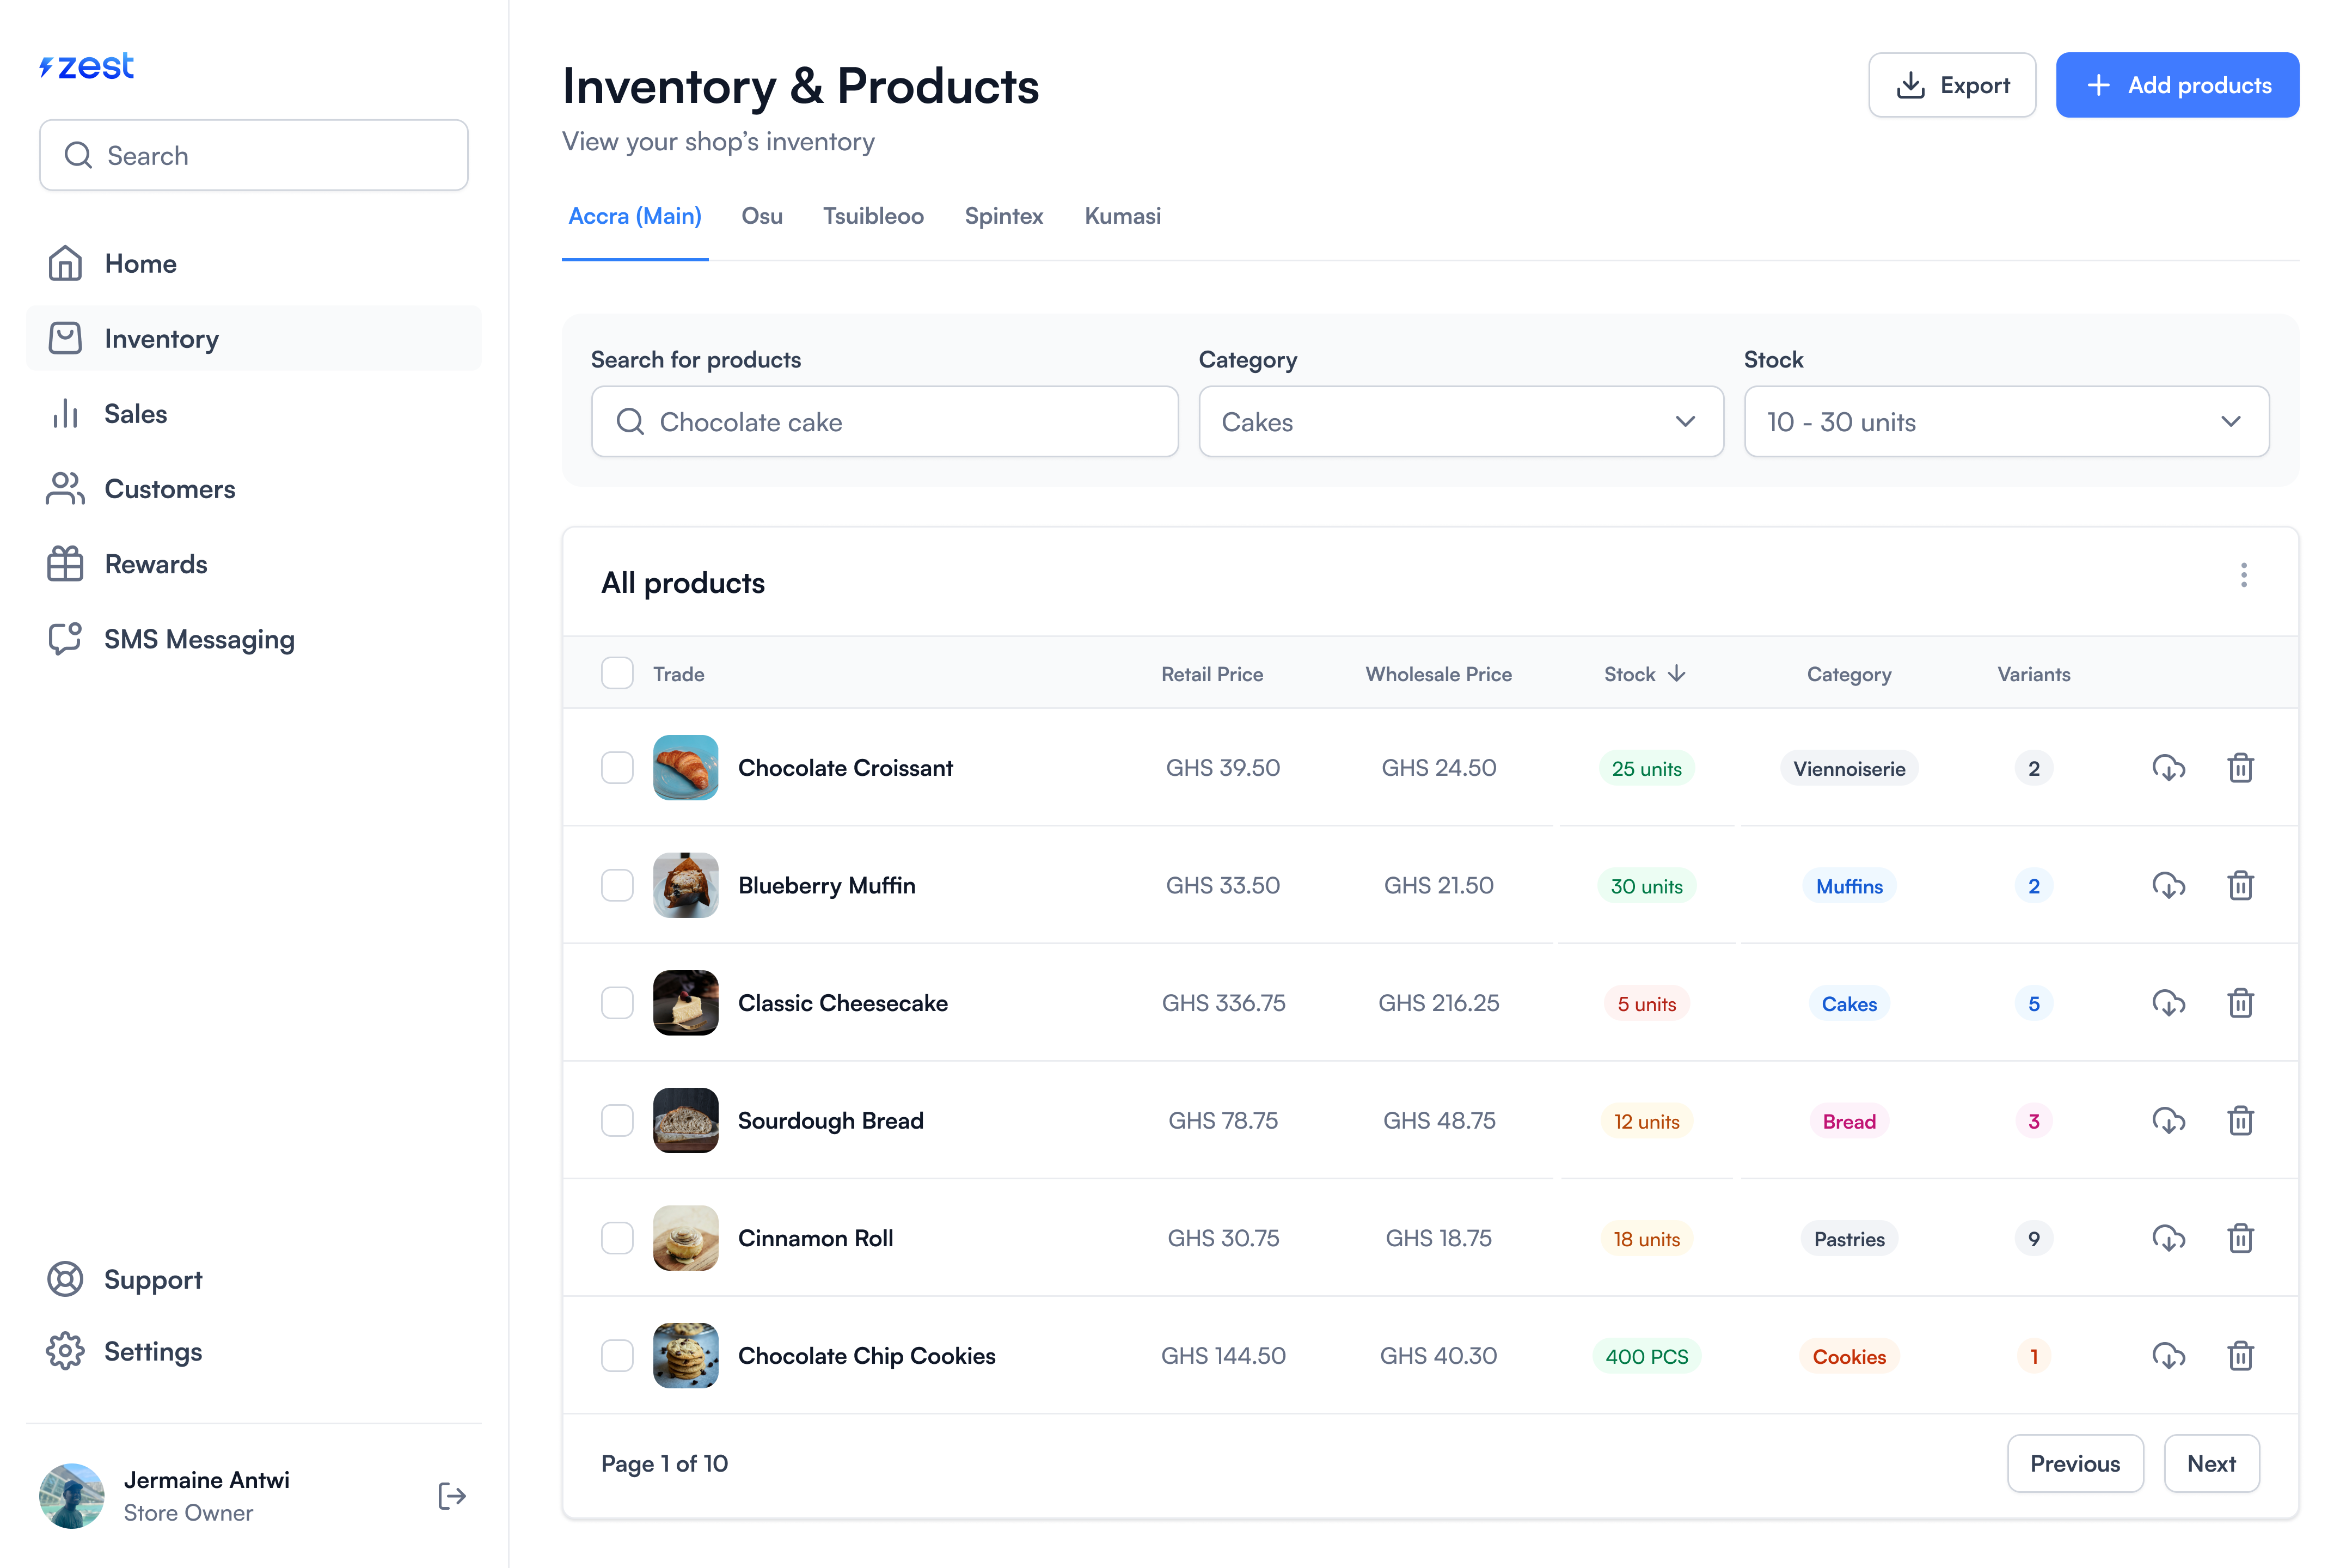 zest
Search
Home
Inventory
Sales
Customers
Rewards
SMS Messaging
Support
Settings
Jermaine Antwi
Store Owner
Inventory & Products
View your shop’s inventory
Export
Add products
Accra (Main) Osu Tsuibleoo Spintex Kumasi
Search for products Category Stock
Chocolate cake Cakes 10 - 30 units
All products
Trade Retail Price Wholesale Price Stock Category Variants
Chocolate Croissant GHS 39.50 GHS 24.50 25 units Viennoiserie 2
Blueberry Muffin GHS 33.50 GHS 21.50 30 units Muffins 2
Classic Cheesecake GHS 336.75 GHS 216.25 5 units Cakes 5
Sourdough Bread GHS 78.75 GHS 48.75 12 units Bread 3
Cinnamon Roll GHS 30.75 GHS 18.75 18 units Pastries 9
Chocolate Chip Cookies GHS 144.50 GHS 40.30 400 PCS Cookies 1
Page 1 of 10 Previous Next